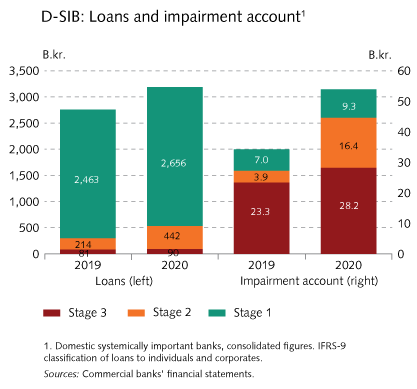 D-SIB: Loans and impairment account¹
B.kr. B.kr.
3,500 60
3,000 50
2,500 40
2,000
1,500 30
1,000 20
500 10
0 0
2,463 2,656 7.0 9.3
214 442 3.9 16.4
81 90 23.3 28.2
2019 2020 2019 2020
Loans (left) Impairment account (right)
Stage 3 Stage 2 Stage 1
1. Domestic systemically important banks, consolidated figures. IFRS-9
classification of loans to individuals and corporates.
Sources: Commercial banks' financial statements.